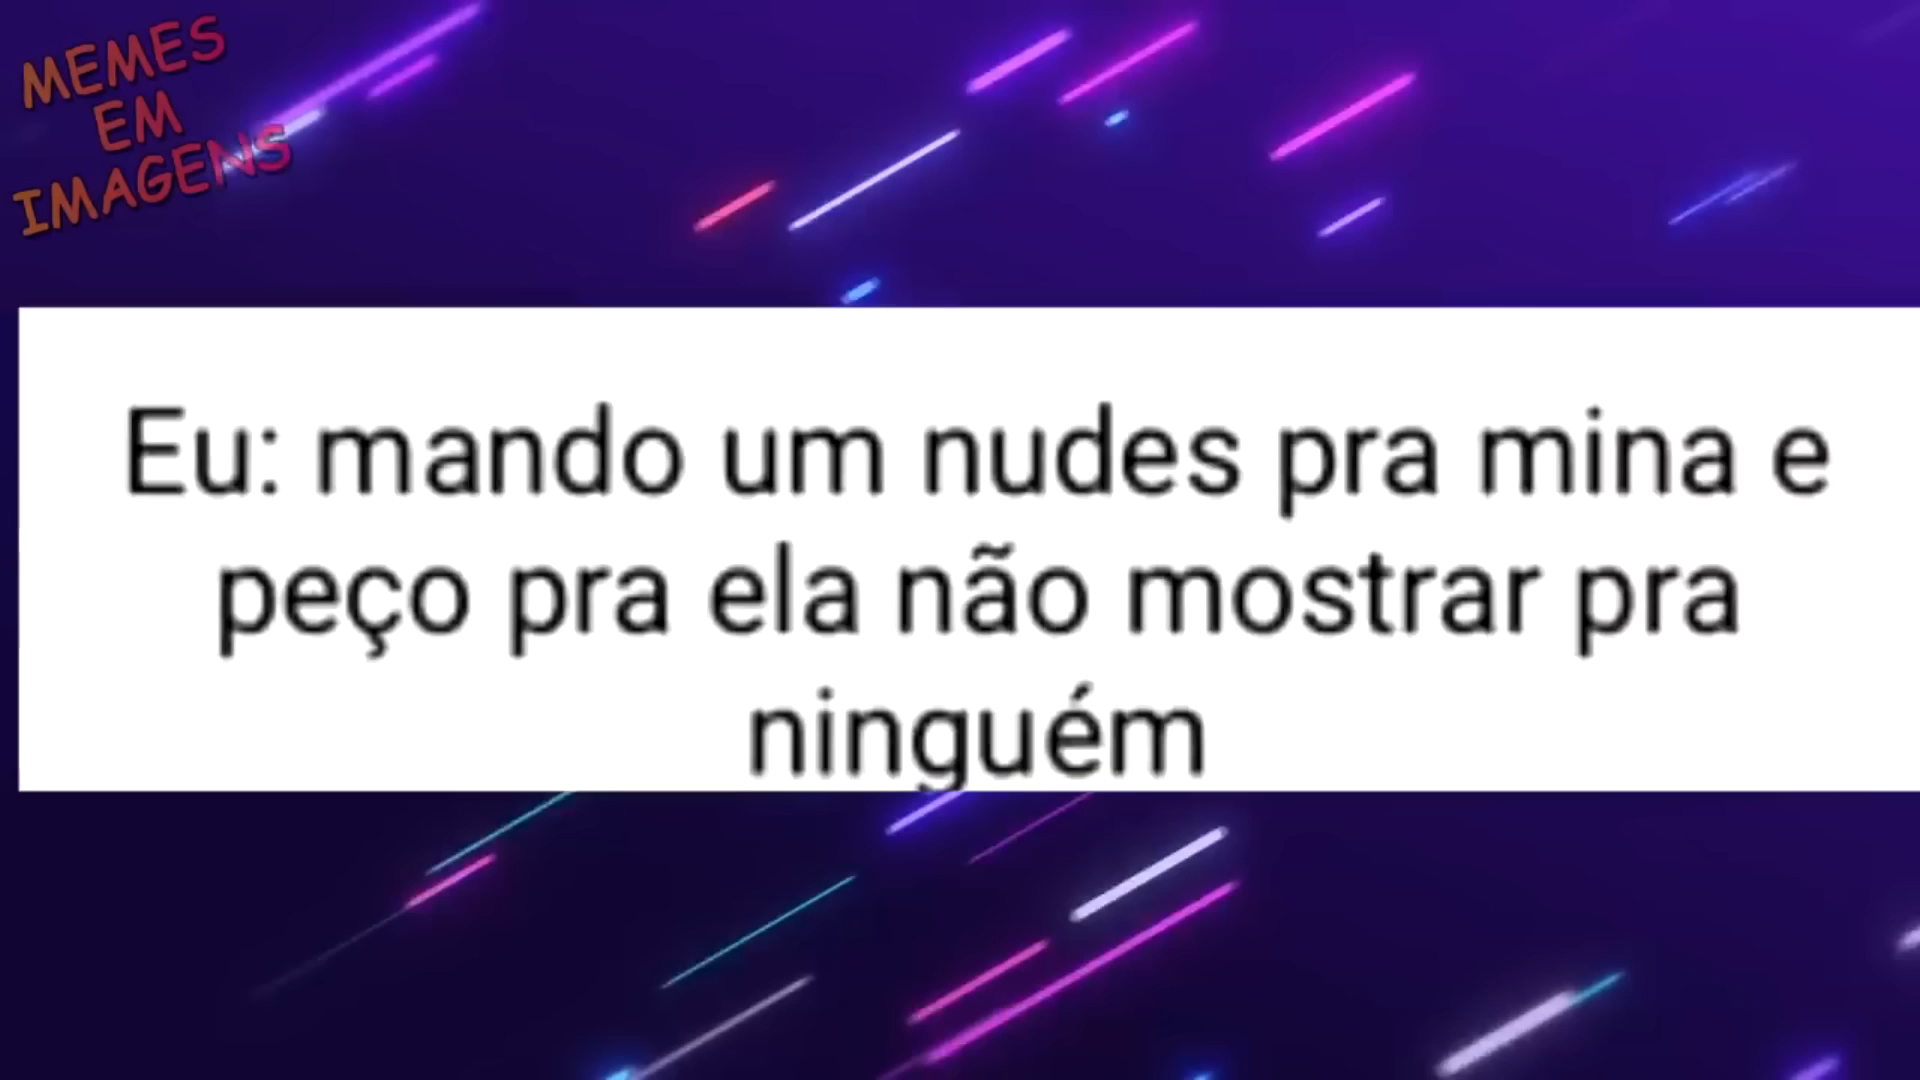 MEMES
EM
IMAGENS
Eu: mando um nudes pra mina e
peço pra ela não mostrar pra
ninguém